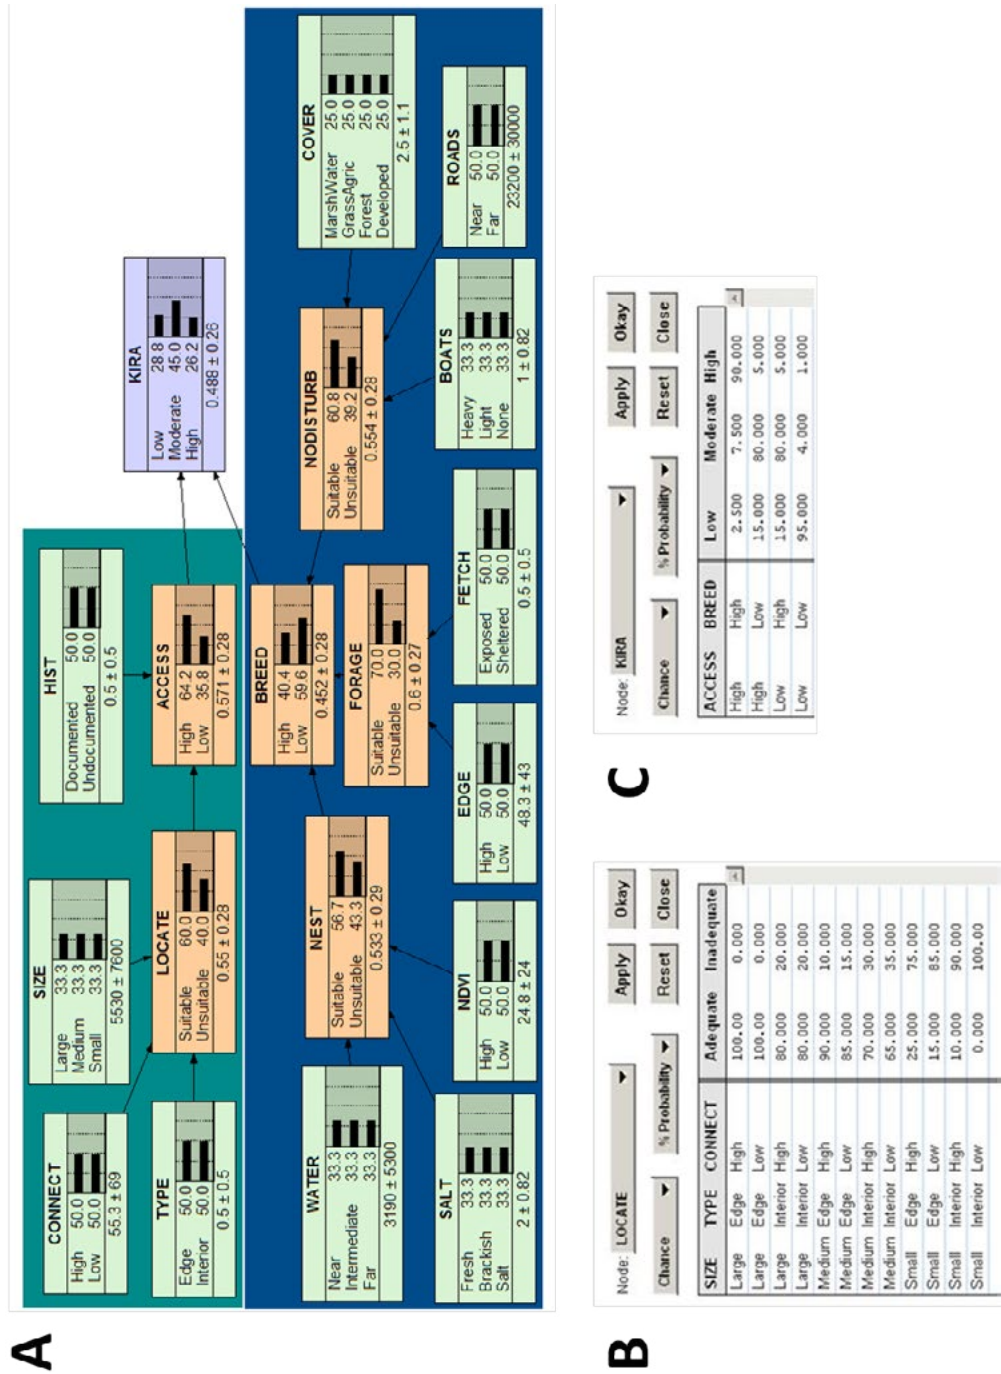 A
CONNECT
High 50.0
Low 50.0
55.3 ± 69
SIZE
Large 33.3
Medium 33.3
Small 33.3
5530 ± 7600
HIST
Documented 50.0
Undocumented 50.0
0.5 ± 0.5
TYPE
Edge 50.0
Interior 50.0
0.5 ± 0.5
LOCATE
Suitable 60.0
Unsuitable 40.0
0.55 ± 0.28
ACCESS
High 64.2
Low 35.8
0.571 ± 0.28
KIRA
Low 28.8
Moderate 45.0
High 26.2
0.488 ± 0.26
BREED
High 40.4
Low 59.6
0.452 ± 0.28
WATER
Near 33.3
Intermediate 33.3
Far 33.3
3190 ± 5300
NEST
Suitable 56.7
Unsuitable 43.3
0.533 ± 0.29
FORAGE
Suitable 70.0
Unsuitable 30.0
0.6 ± 0.27
NODISTURB
Suitable 60.8
Unsuitable 39.2
0.554 ± 0.28
COVER
MarshWater 25.0
GrassAgric 25.0
Forest 25.0
Developed 25.0
2.5 ± 1.1
SALT
Fresh 33.3
Brackish 33.3
Salt 33.3
2 ± 0.82
NDVI
High 50.0
Low 50.0
24.8 ± 24
EDGE
High 50.0
Low 50.0
48.3 ± 43
FETCH
Exposed 50.0
Sheltered 50.0
0.5 ± 0.5
BOATS
Heavy 33.3
Light 33.3
None 33.3
1 ± 0.82
ROADS
Near 50.0
Far 50.0
23200 ± 30000
B
Node: LOCATE Apply Okay
Chance % Probability Reset Close
SIZE TYPE CONNECT Adequate Inadequate
Large Edge High 100.00 0.000
Large Edge Low 100.00 0.000
Large Interior High 80.000 20.000
Large Interior Low 80.000 20.000
Medium Edge High 90.000 10.000
Medium Edge Low 85.000 15.000
Medium Interior High 70.000 30.000
Medium Interior Low 65.000 35.000
Small Edge High 25.000 75.000
Small Edge Low 15.000 85.000
Small Interior High 10.000 90.000
Small Interior Low 0.000 100.00
C
Node: KIRA Apply Okay
Chance % Probability Reset Close
ACCESS BREED Low Moderate High
High High 2.500 7.500 90.000
High Low 15.000 80.000 5.000
Low High 15.000 80.000 5.000
Low Low 95.000 4.000 1.000